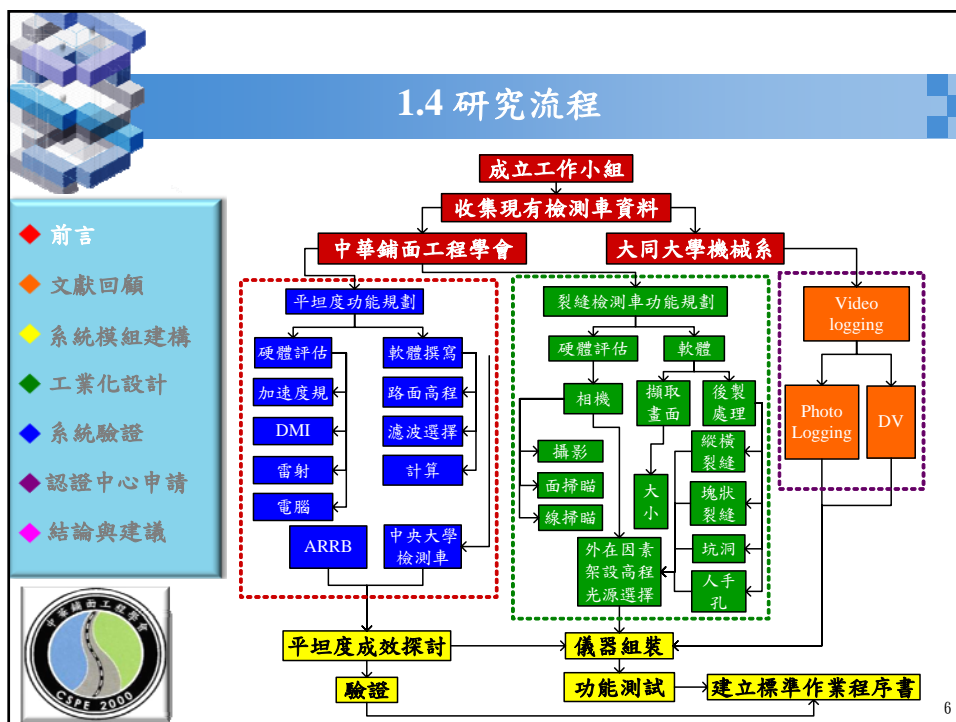 1.4 研究流程
前言
文獻回顧
系統模組建構
工業化設計
系統驗證
認證中心申請
結論與建議
中華鋪面工程學會
CSPE 2000
成立工作小組
收集現有檢測車資料
中華鋪面工程學會
大同大學機械系
平坦度功能規劃
硬體評估
加速度規
DMI
雷射
電腦
軟體撰寫
路面高程
濾波選擇
計算
ARRB
中央大學
檢測車
裂縫檢測車功能規劃
硬體評估
相機
攝影
面掃瞄
線掃瞄
軟體
擷取
畫面
大
小
後製
處理
縱橫
裂縫
塊狀
裂縫
坑洞
人手
孔
外在因素
架設高程
光源選擇
Video
logging
Photo
Logging
DV
平坦度成效探討
儀器組裝
驗證
功能測試
建立標準作業程序書
6